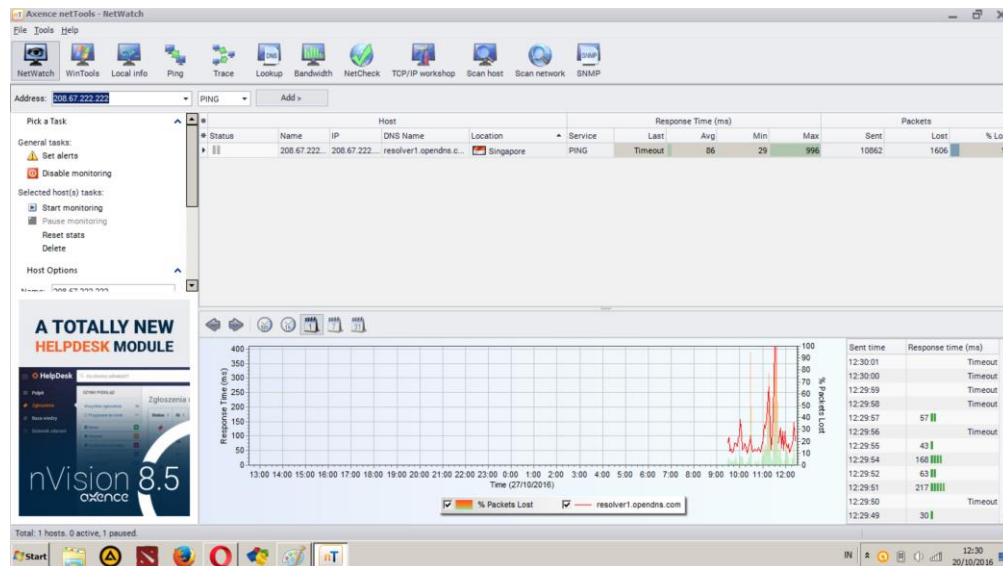 Axence netTools - NetWatch
File Tools Help
NetWatch WinTools Local info Ping Trace Lookup Bandwidth NetCheck TCP/IP workshop Scan host Scan network SNMP
Address: 208.67.222.222 PING Add »
Pick a Task
General tasks:
Set alerts
Disable monitoring
Selected host(s) tasks:
Start monitoring
Pause monitoring
Reset stats
Delete
Host Options
Name: 208.67.222.222
Host Response Time (ms) Packets
Status Name IP DNS Name Location Service Last Avg Min Max Sent Lost % Lo
208.67.222... 208.67.222... resolver1.opendns.c... Singapore PING Timeout 86 29 996 10862 1606 1
A TOTALLY NEW
HELPDESK MODULE
HelpDesk
Pulpit
Zgłoszenia
Baza wiedzy
Zgłoszenia
nVision 8.5
axence
Response Time (ms)
400
350
300
250
200
150
100
50
0
100
90
80
70
60
50
40
30
20
10
0
% Packets Lost
13:00 14:00 15:00 16:00 17:00 18:00 19:00 20:00 21:00 22:00 23:00 0:00 1:00 2:00 3:00 4:00 5:00 6:00 7:00 8:00 9:00 10:00 11:00 12:00
Time (27/10/2016)
% Packets Lost resolver1.opendns.com
Sent time Response time (ms)
12:30:01 Timeout
12:30:00 Timeout
12:29:59 Timeout
12:29:58 Timeout
12:29:57 57
12:29:56 Timeout
12:29:55 43
12:29:54 168
12:29:52 63
12:29:51 217
12:29:50 Timeout
12:29:49 30
Total: 1 hosts. 0 active, 1 paused.
Start nT IN 12:30
20/10/2016